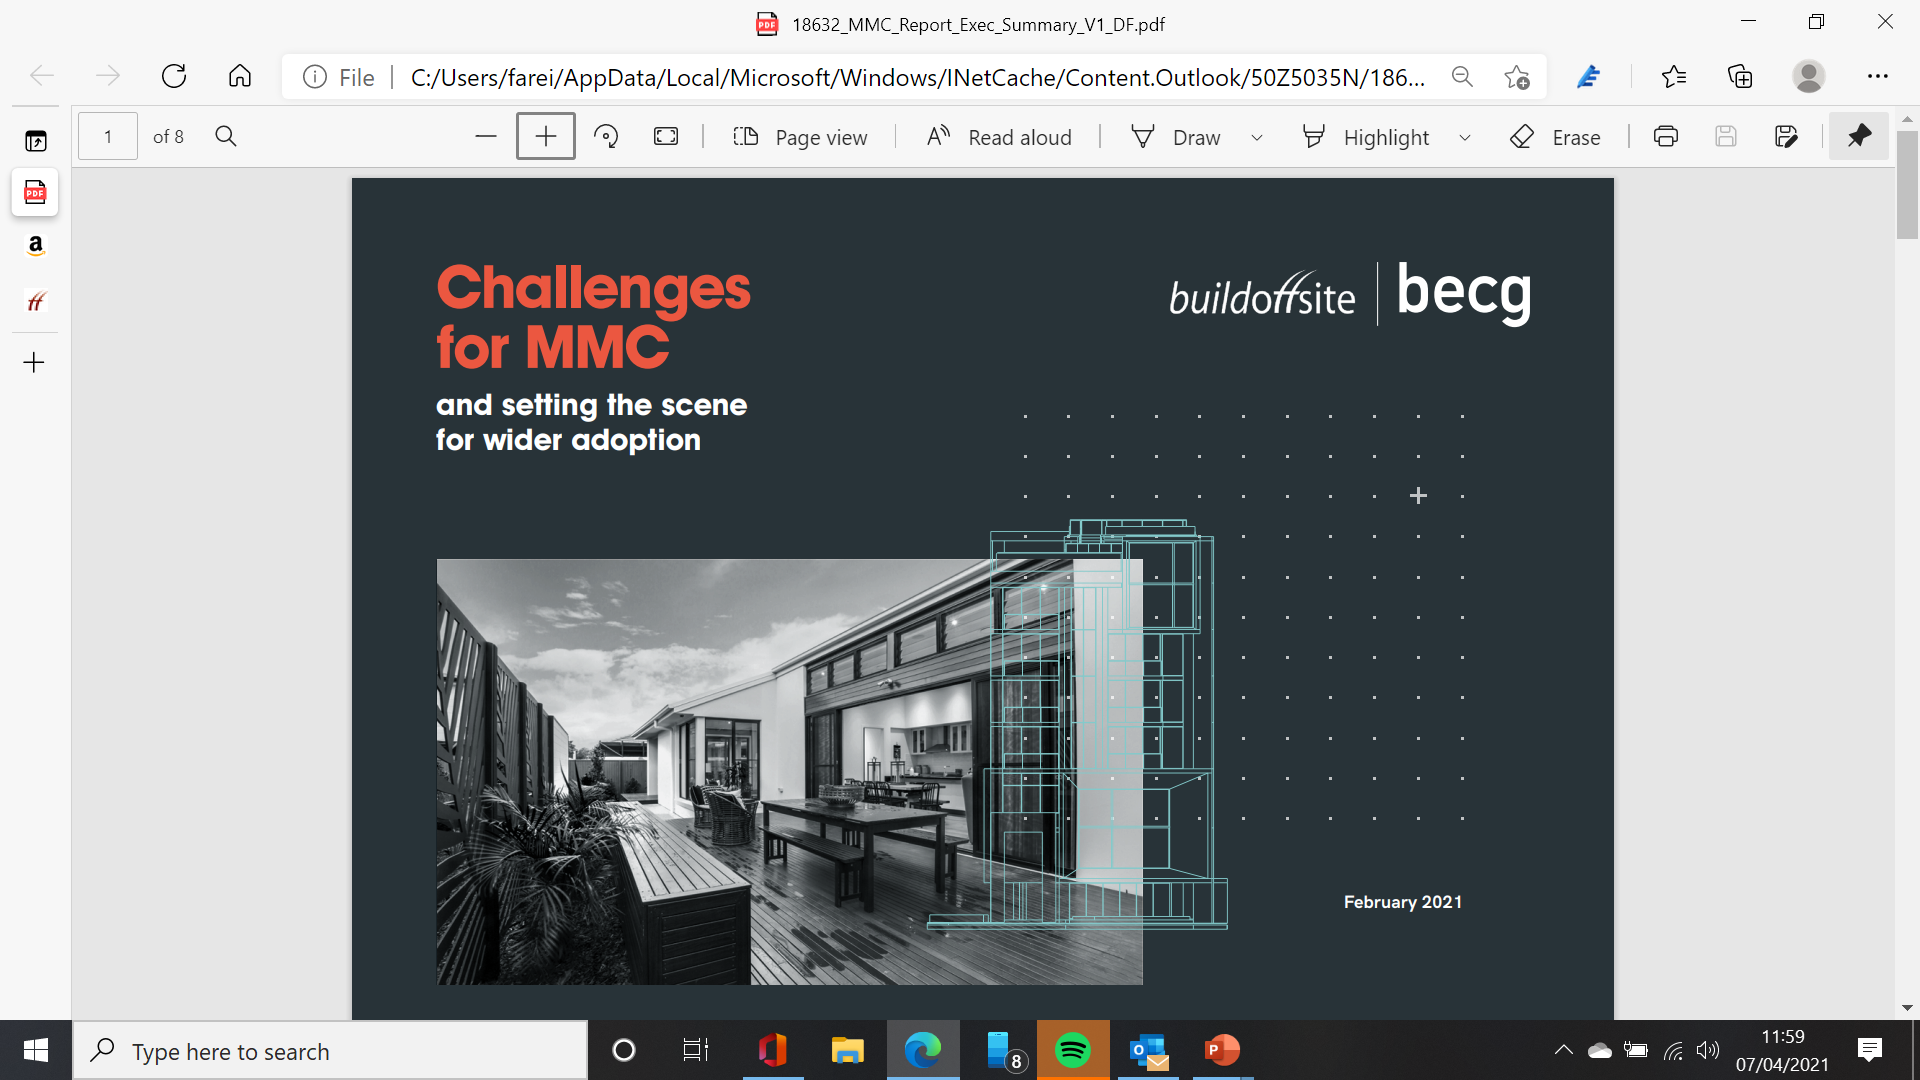 18632_MMC_Report_Exec_Summary_V1_DF.pdf
File
C:/Users/farei/AppData/Local/Microsoft/Windows/INetCache/Content.Outlook/50Z5035N/186...
1 of 8
Page view
Read aloud
Draw
Highlight
Erase
PDF
a
ff
Challenges
for MMC
and setting the scene
for wider adoption
buildoffsite | becg
February 2021
Type here to search
8
11:59
07/04/2021